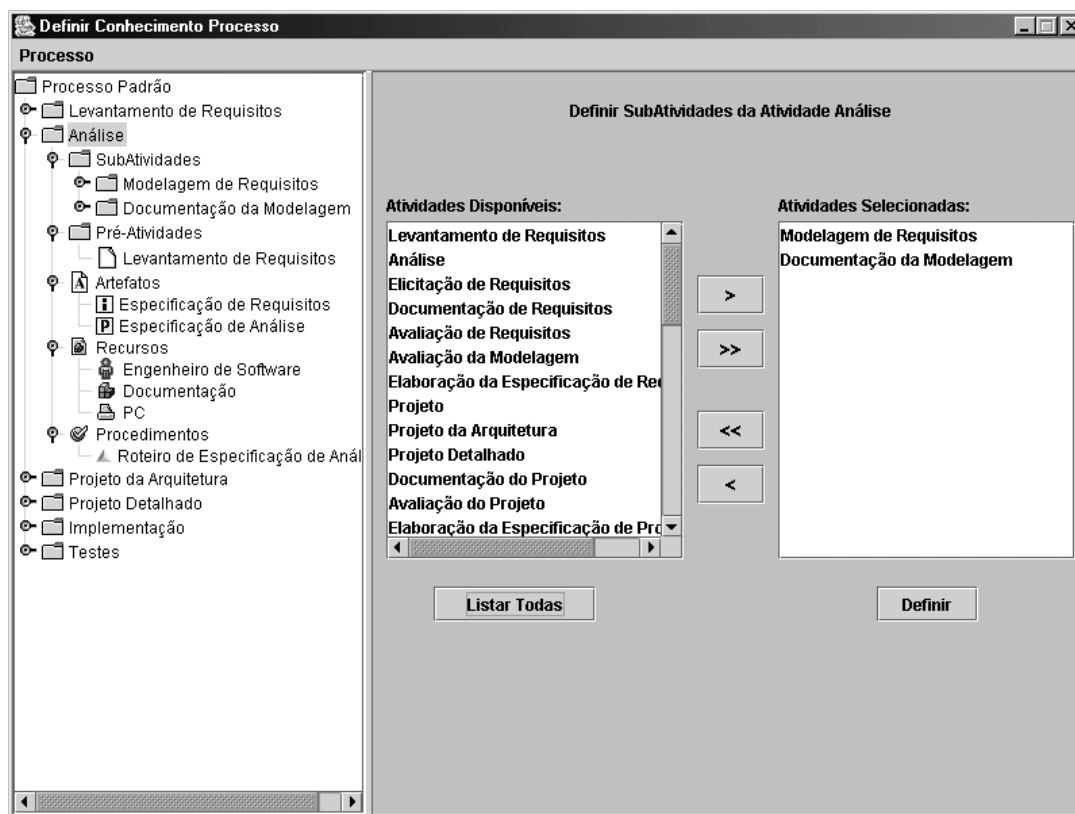 Definir Conhecimento Processo
Processo
Processo Padrão
Levantamento de Requisitos
Análise
SubAtividades
Modelagem de Requisitos
Documentação da Modelagem
Pré-Atividades
Levantamento de Requisitos
A Artefatos
i Especificação de Requisitos
P Especificação de Análise
Recursos
Engenheiro de Software
Documentação
PC
Procedimentos
Roteiro de Especificação de Anál
Projeto da Arquitetura
Projeto Detalhado
Implementação
Testes
Definir SubAtividades da Atividade Análise
Atividades Disponíveis:
Levantamento de Requisitos
Análise
Elicitação de Requisitos
Documentação de Requisitos
Avaliação de Requisitos
Avaliação da Modelagem
Elaboração da Especificação de Rec
Projeto
Projeto da Arquitetura
Projeto Detalhado
Documentação do Projeto
Avaliação do Projeto
Elaboração da Especificação de Prc
Listar Todas
>
>>
<<
<
Atividades Selecionadas:
Modelagem de Requisitos
Documentação da Modelagem
Definir